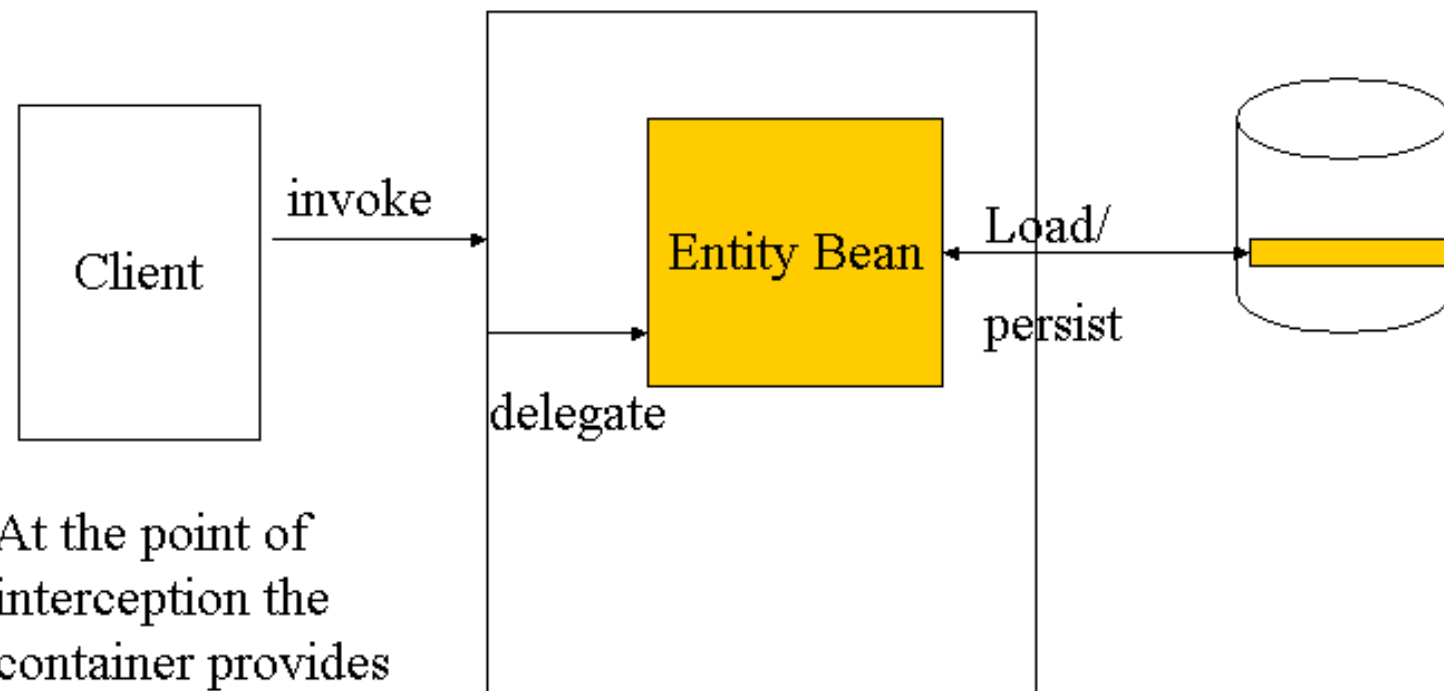 invoke
Client
Entity Bean
Load/
persist
delegate
At the point of
interception the
container provides